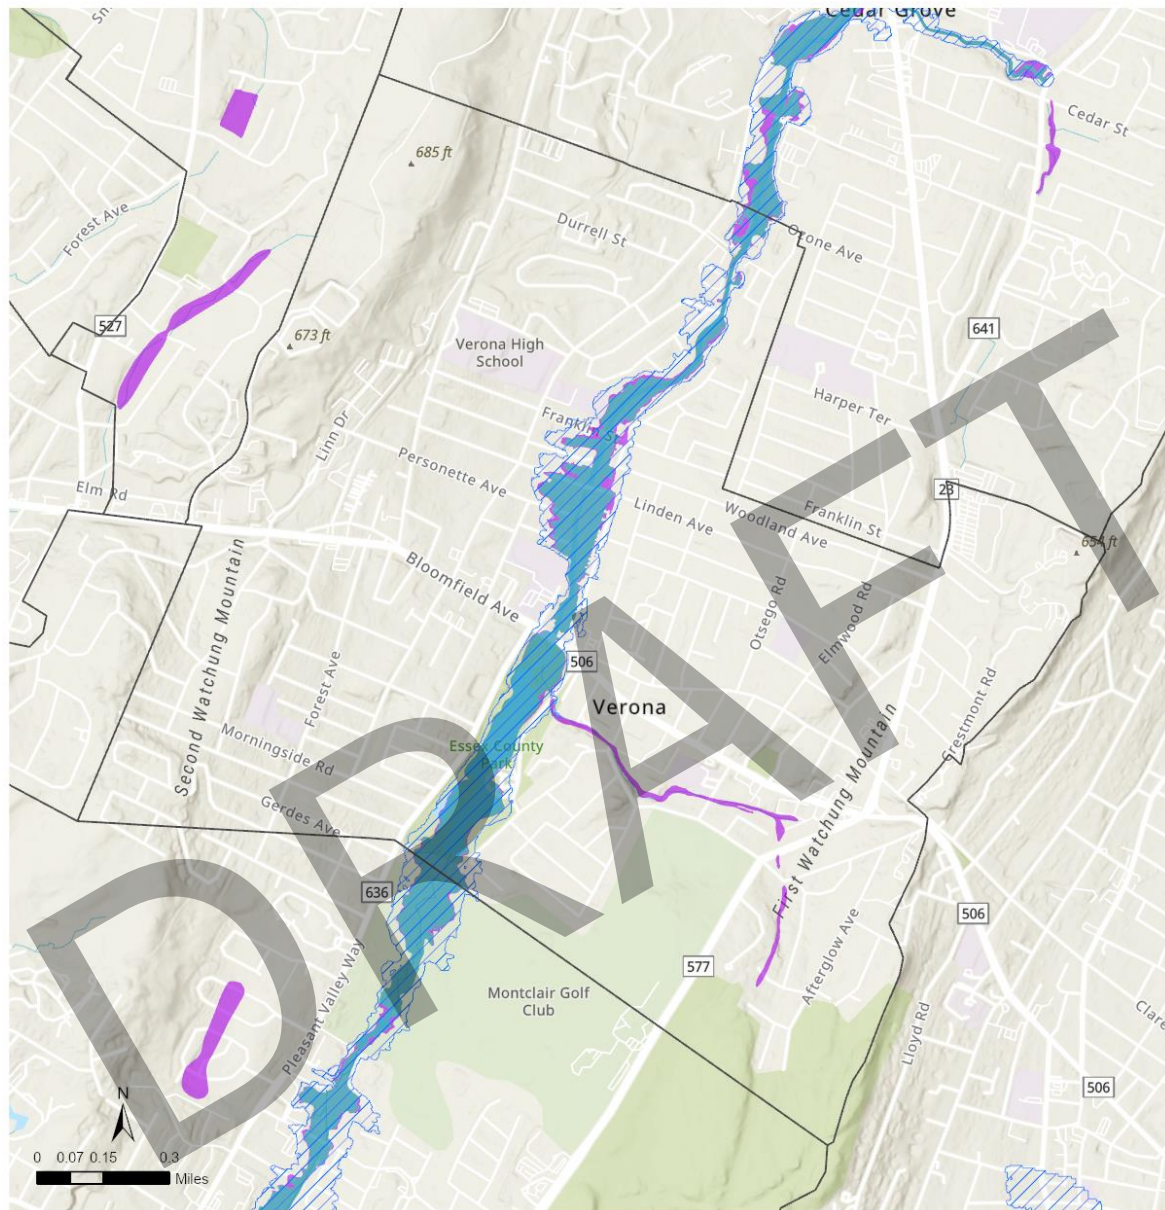 Cedar Grove
Cedar St
685 ft
Forest Ave
Durrell St
Ozone Ave
527
673 ft
641
Verona High
School
Harper Ter
Linn Dr
Franklin St
Personette Ave
Elm Rd
23
Linden Ave
Woodland Ave
Franklin St
654 ft
Bloomfield Ave
Second Watchung Mountain
Otsego Rd
Elmwood Rd
506
Forest Ave
Verona
Crestmont Rd
Morningside Rd
Essex County
Park
First Watchung Mountain
Gerdes Ave
DRAFT
636
506
Afterglow Ave
577
Pleasant Valley Way
Montclair Golf
Club
Lloyd Rd
506
N
0 0.07 0.15 0.3
Miles